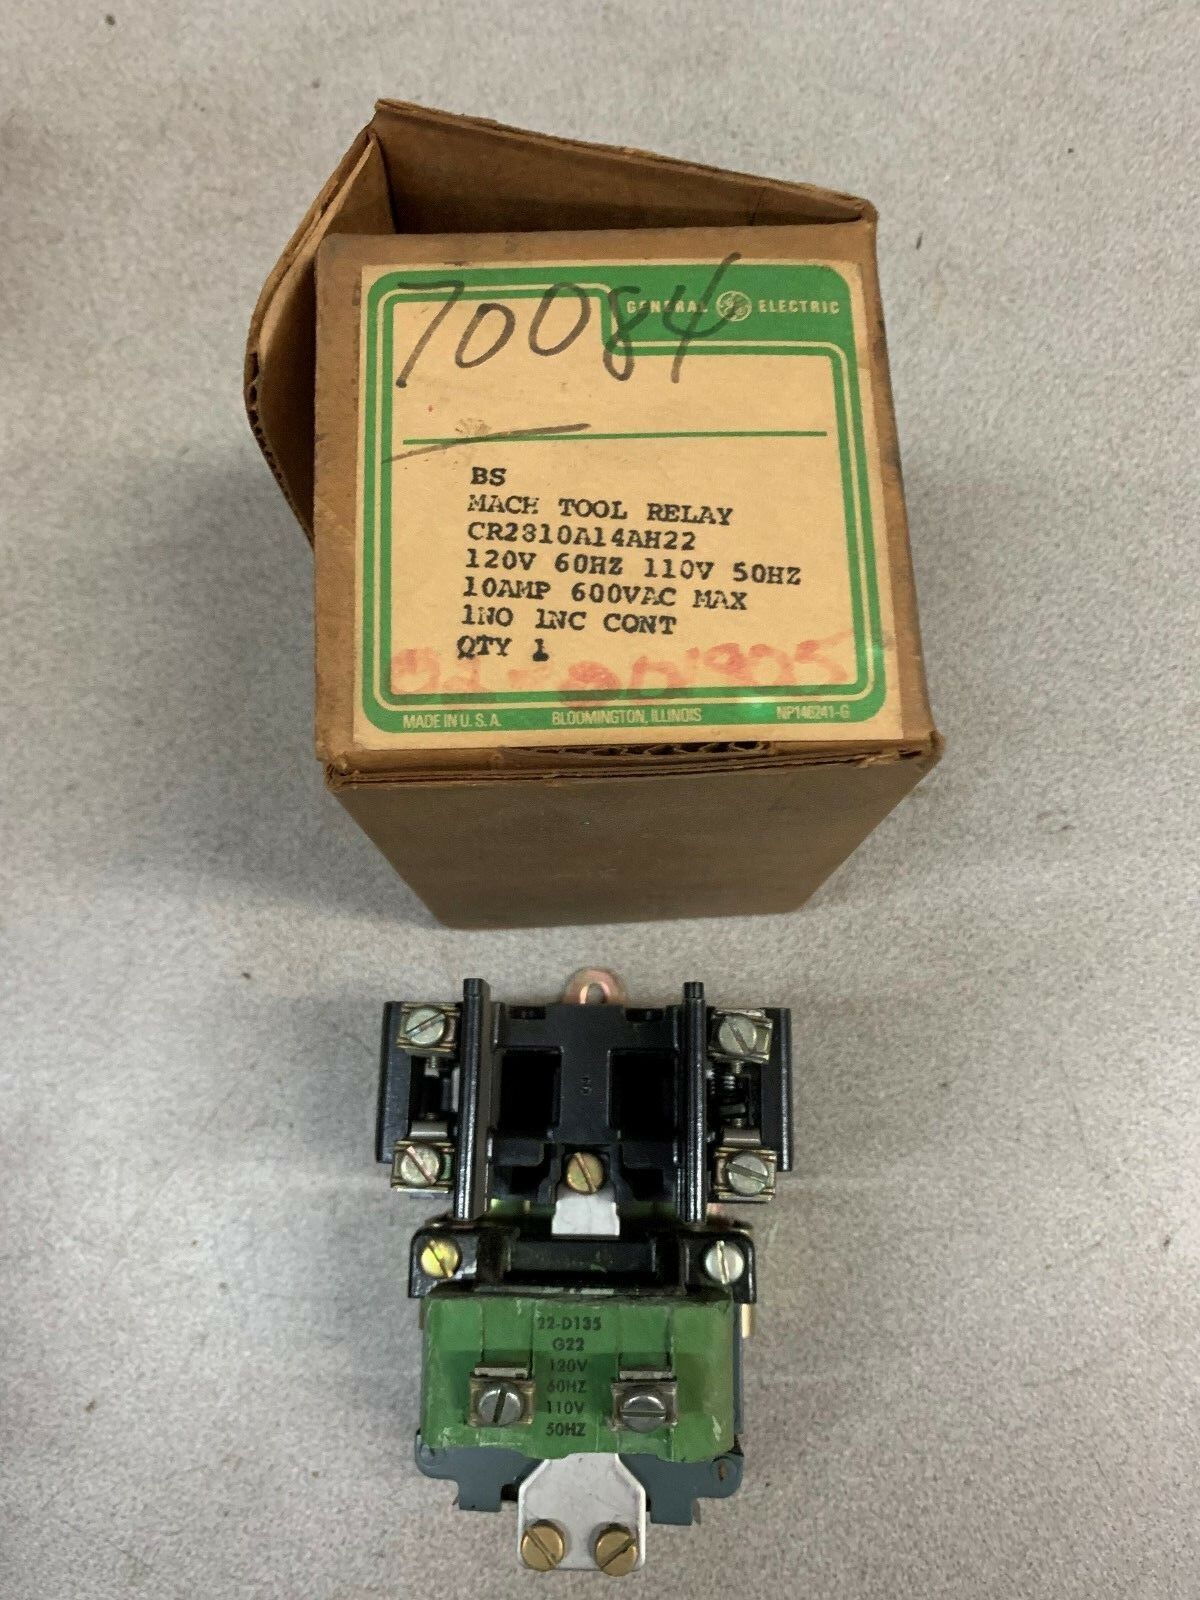 70084
GENERAL ELECTRIC
BS
MACH TOOL RELAY
CR2810A14AH22
120V 60HZ 110V 50HZ
10AMP 600VAC MAX
1NO 1NC CONT
QTY 1
MADE IN U.S.A. BLOOMINGTON, ILLINOIS NP146241-G
22-D135
G22
120V
60HZ
110V
50HZ